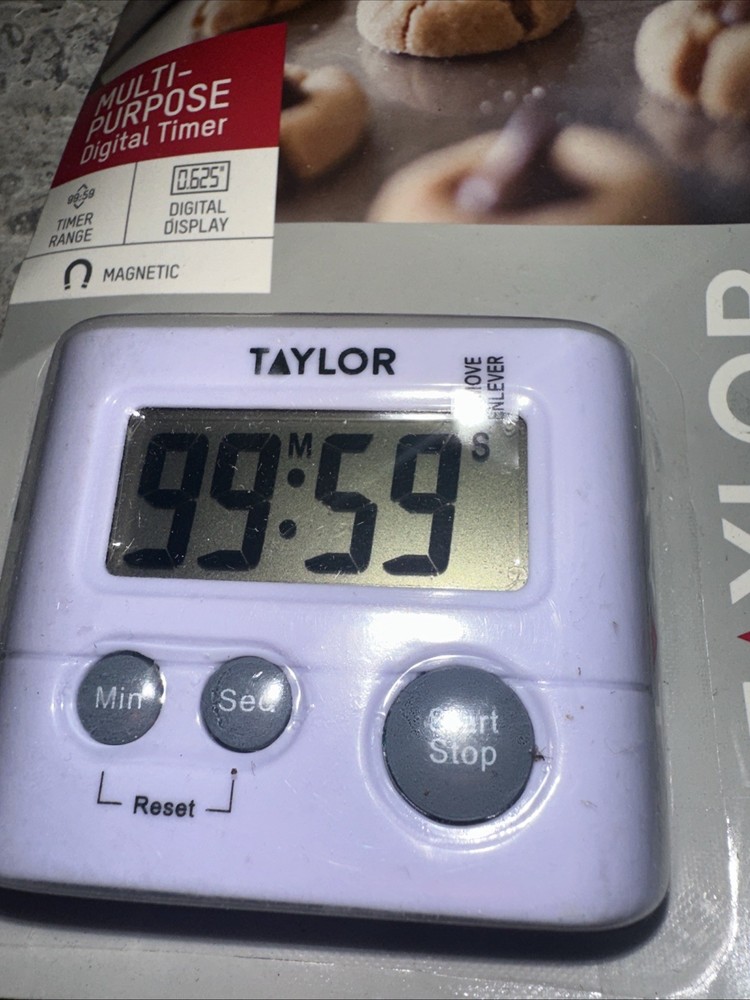 MULTI-
PURPOSE
Digital Timer
99:59
TIMER
RANGE
0.625"
DIGITAL
DISPLAY
MAGNETIC
TAYLOR
ENLEVER
99 M : 59 S
Min
Sec
Start
Stop
Reset